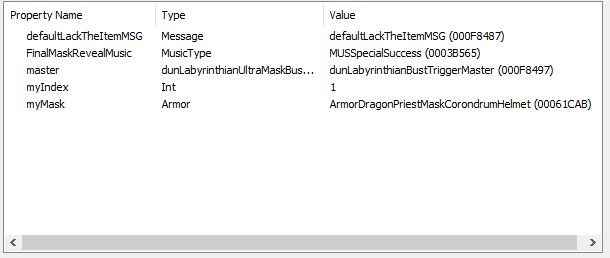 Property Name Type Value
defaultLackTheItemMSG Message defaultLackTheItemMSG (000F8487)
FinalMaskRevealMusic MusicType MUSSpecialSuccess (0003B565)
master dunLabyrinthianUltraMaskBus... dunLabyrinthianBustTriggerMaster (000F8497)
myIndex Int 1
myMask Armor ArmorDragonPriestMaskCorondrumHelmet (00061CAB)